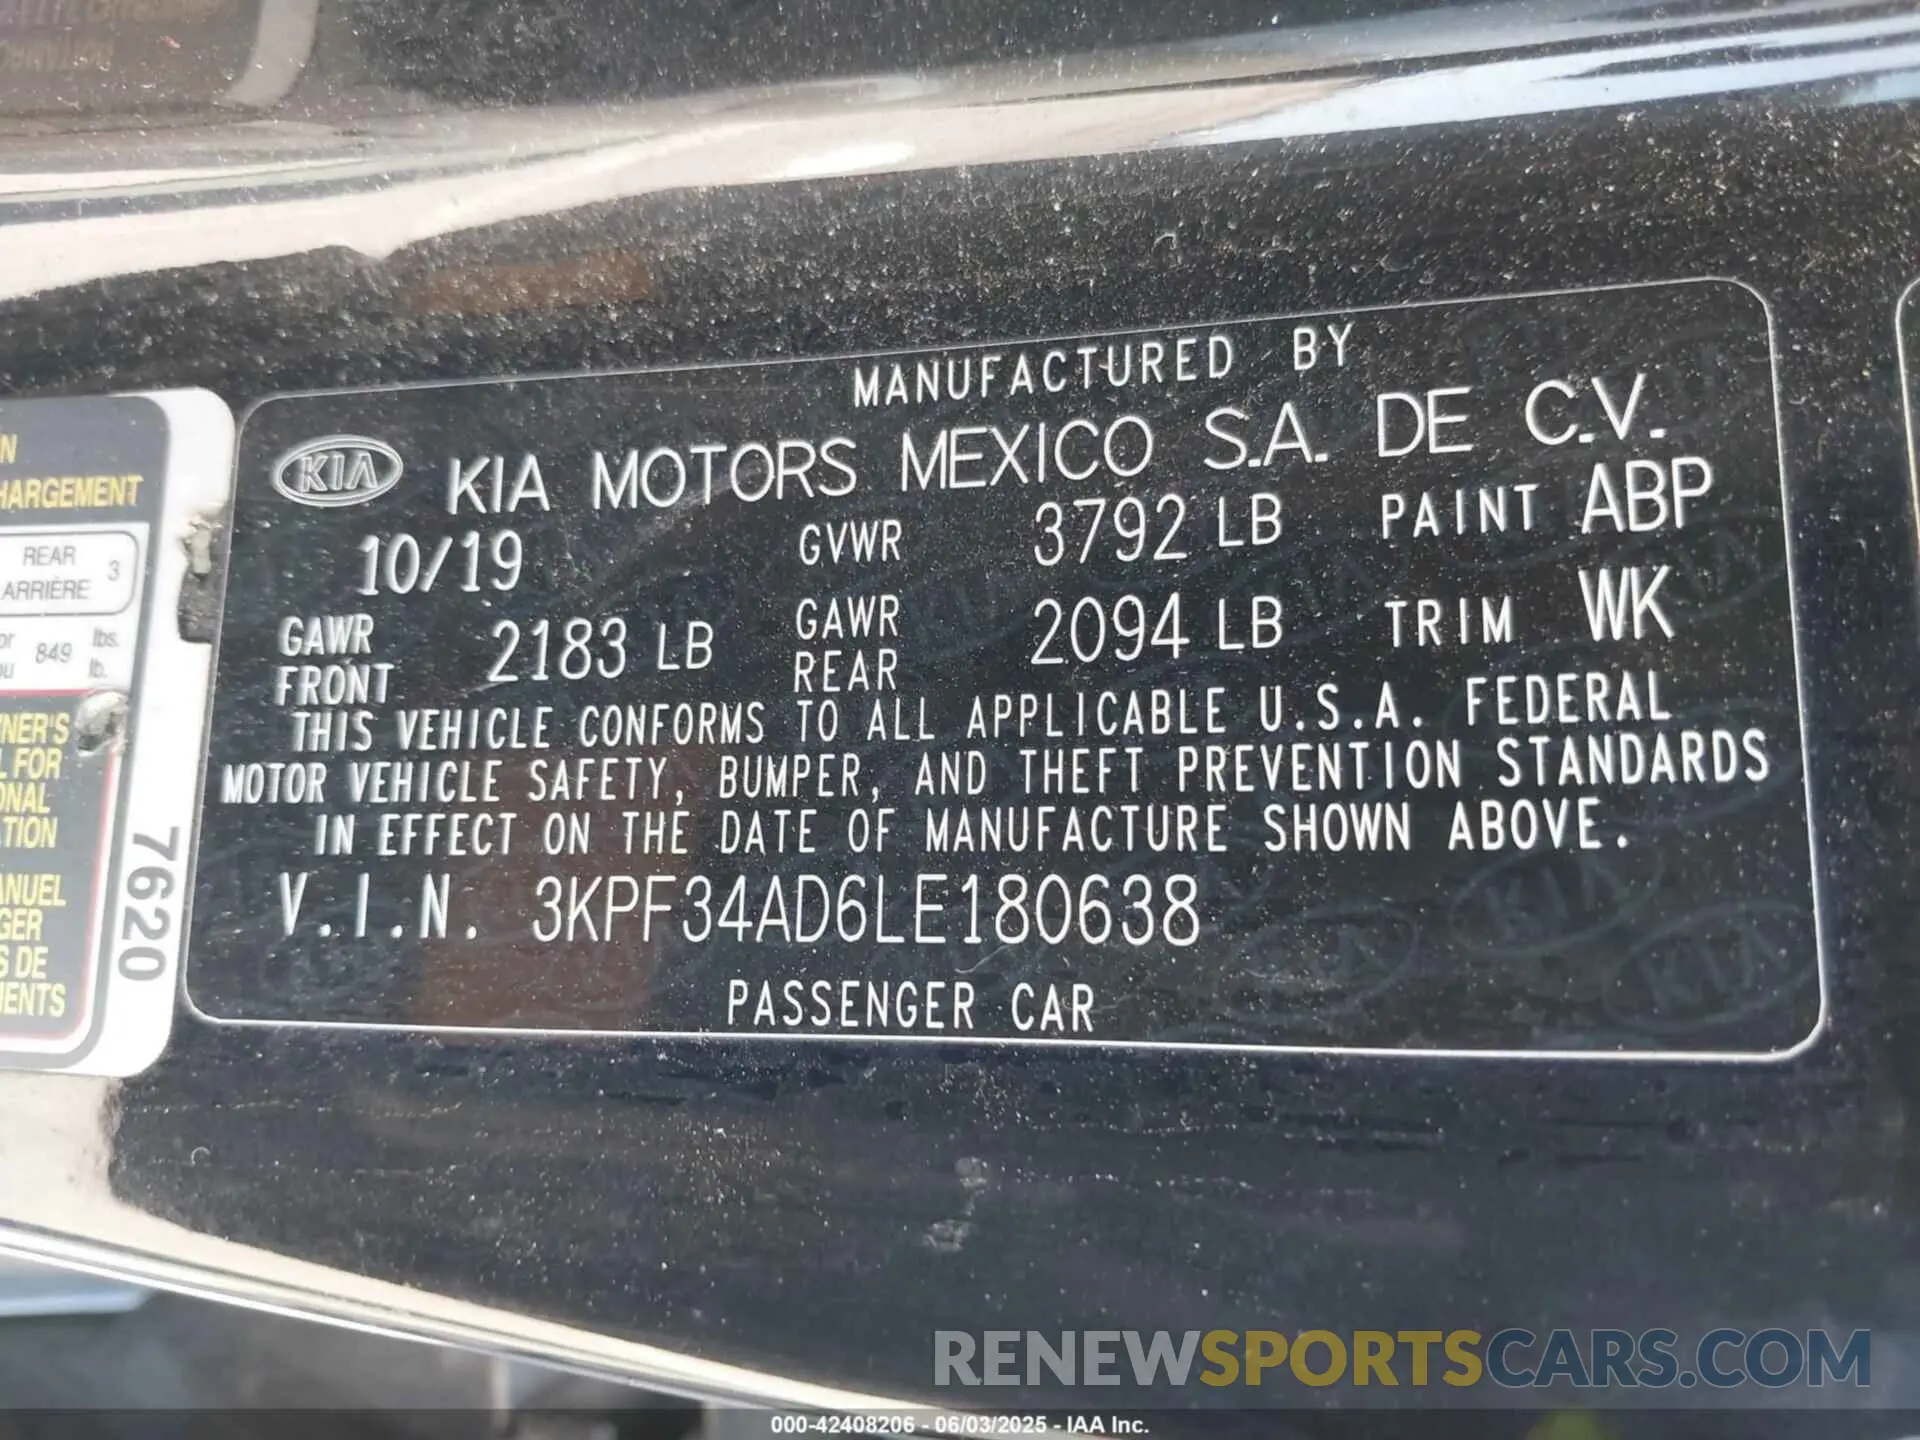 MANUFACTURED BY
KIA KIA MOTORS MEXICO S.A. DE C.V.
10/19 GVWR 3792 LB PAINT ABP
GAWR FRONT 2183 LB GAWR REAR 2094 LB TRIM WK
THIS VEHICLE CONFORMS TO ALL APPLICABLE U.S.A. FEDERAL
MOTOR VEHICLE SAFETY, BUMPER, AND THEFT PREVENTION STANDARDS
IN EFFECT ON THE DATE OF MANUFACTURE SHOWN ABOVE.
V.I.N. 3KPF34AD6LE180638
PASSENGER CAR
REAR
ARRIÈRE 3
849 lbs.
lb.
FOR
DE
7620
RENEWSPORTSCARS.COM
000-42408206 - 06/03/2025 - IAA Inc.